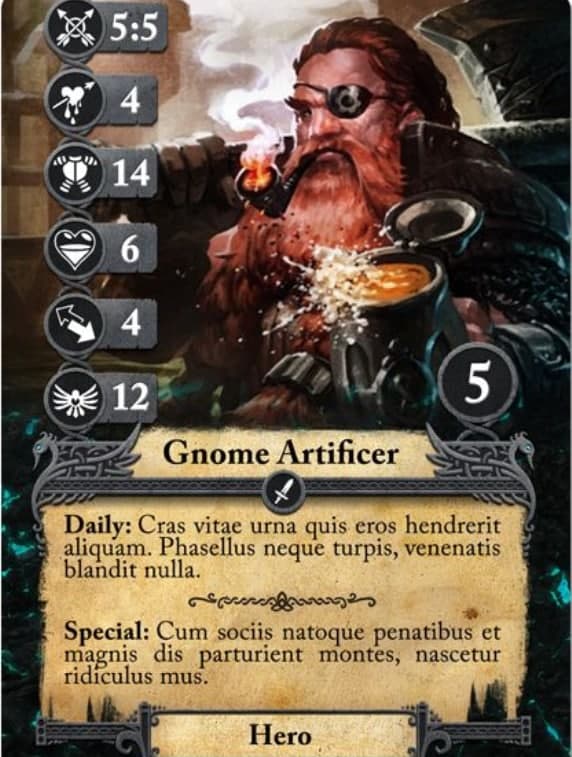 5:5
4
14
6
4
12
5
Gnome Artificer
Daily: Cras vitae urna quis eros hendrerit
aliquam. Phasellus neque turpis, venenatis
blandit nulla.
Special: Cum sociis natoque penatibus et
magnis dis parturient montes, nascetur
ridiculus mus.
Hero